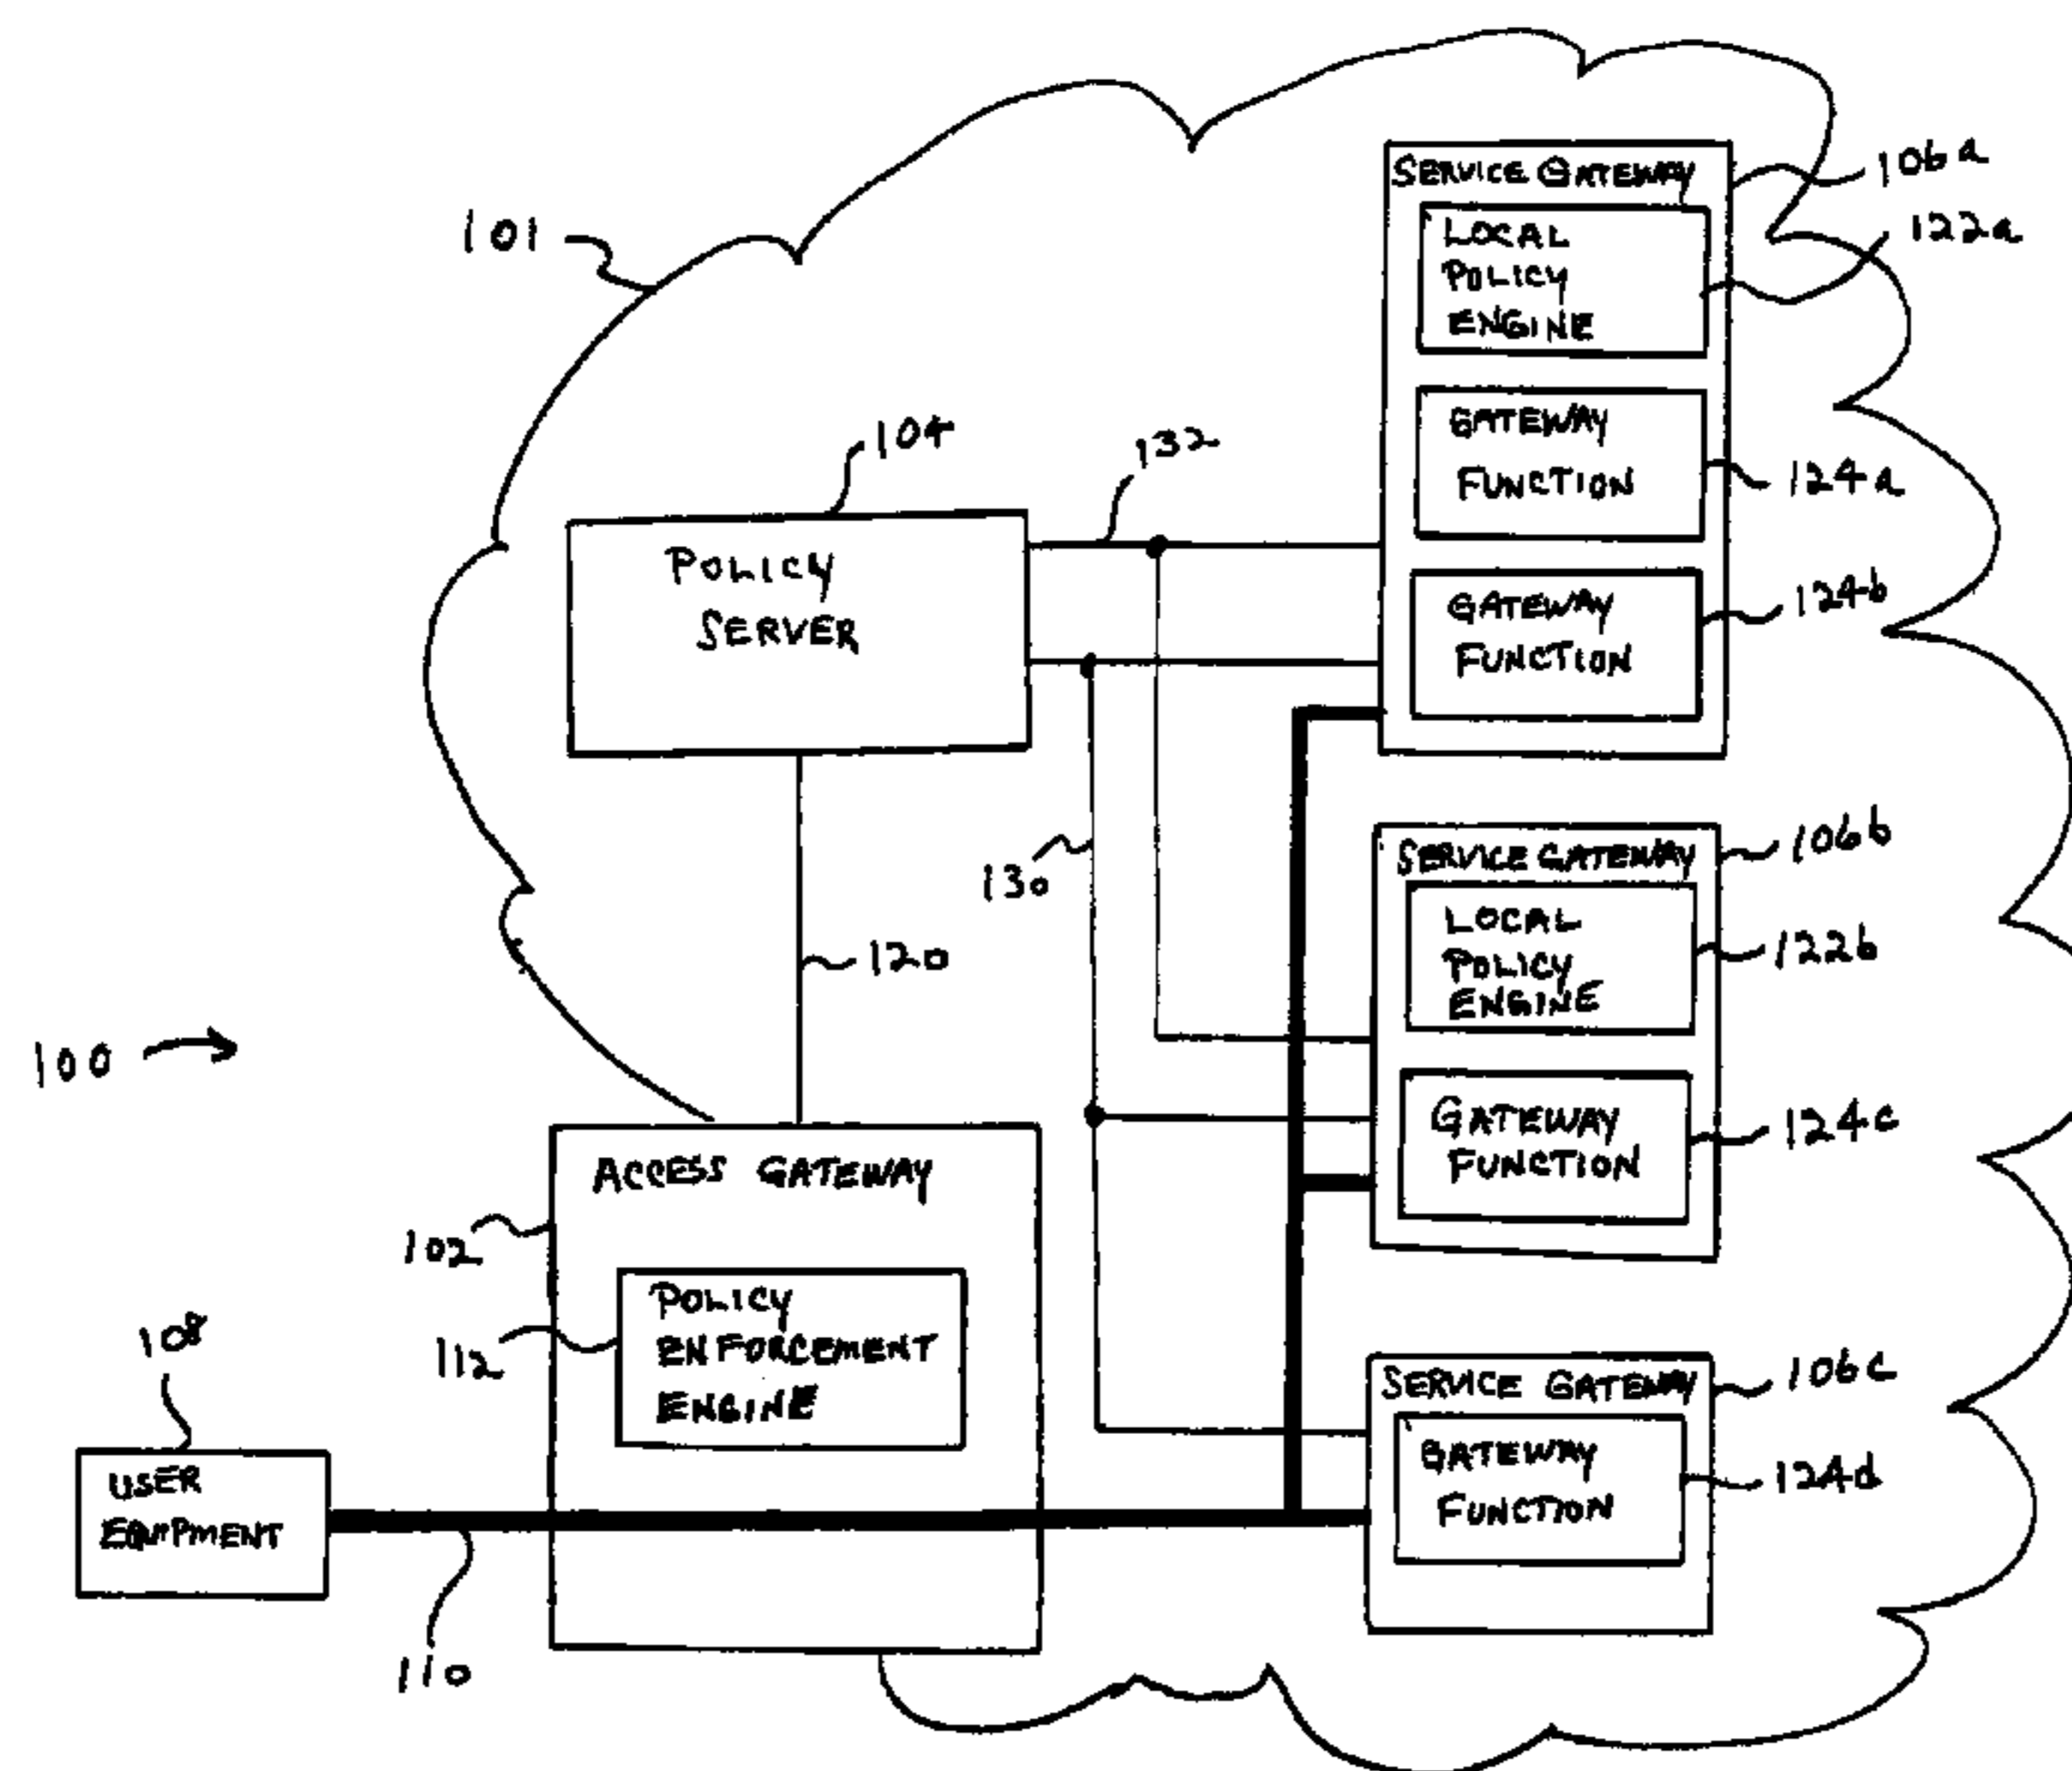 SERVICE GATEWAY
106a
LOCAL
POLICY
ENGINE
122a
101
GATEWAY
FUNCTION
124a
104
132
POLICY
SERVER
GATEWAY
FUNCTION
124b
130
SERVICE GATEWAY
106b
LOCAL
POLICY
ENGINE
122b
120
100
GATEWAY
FUNCTION
124c
ACCESS GATEWAY
102
POLICY
ENFORCEMENT
ENGINE
112
108
USER
EQUIPMENT
110
SERVICE GATEWAY
106c
GATEWAY
FUNCTION
124d